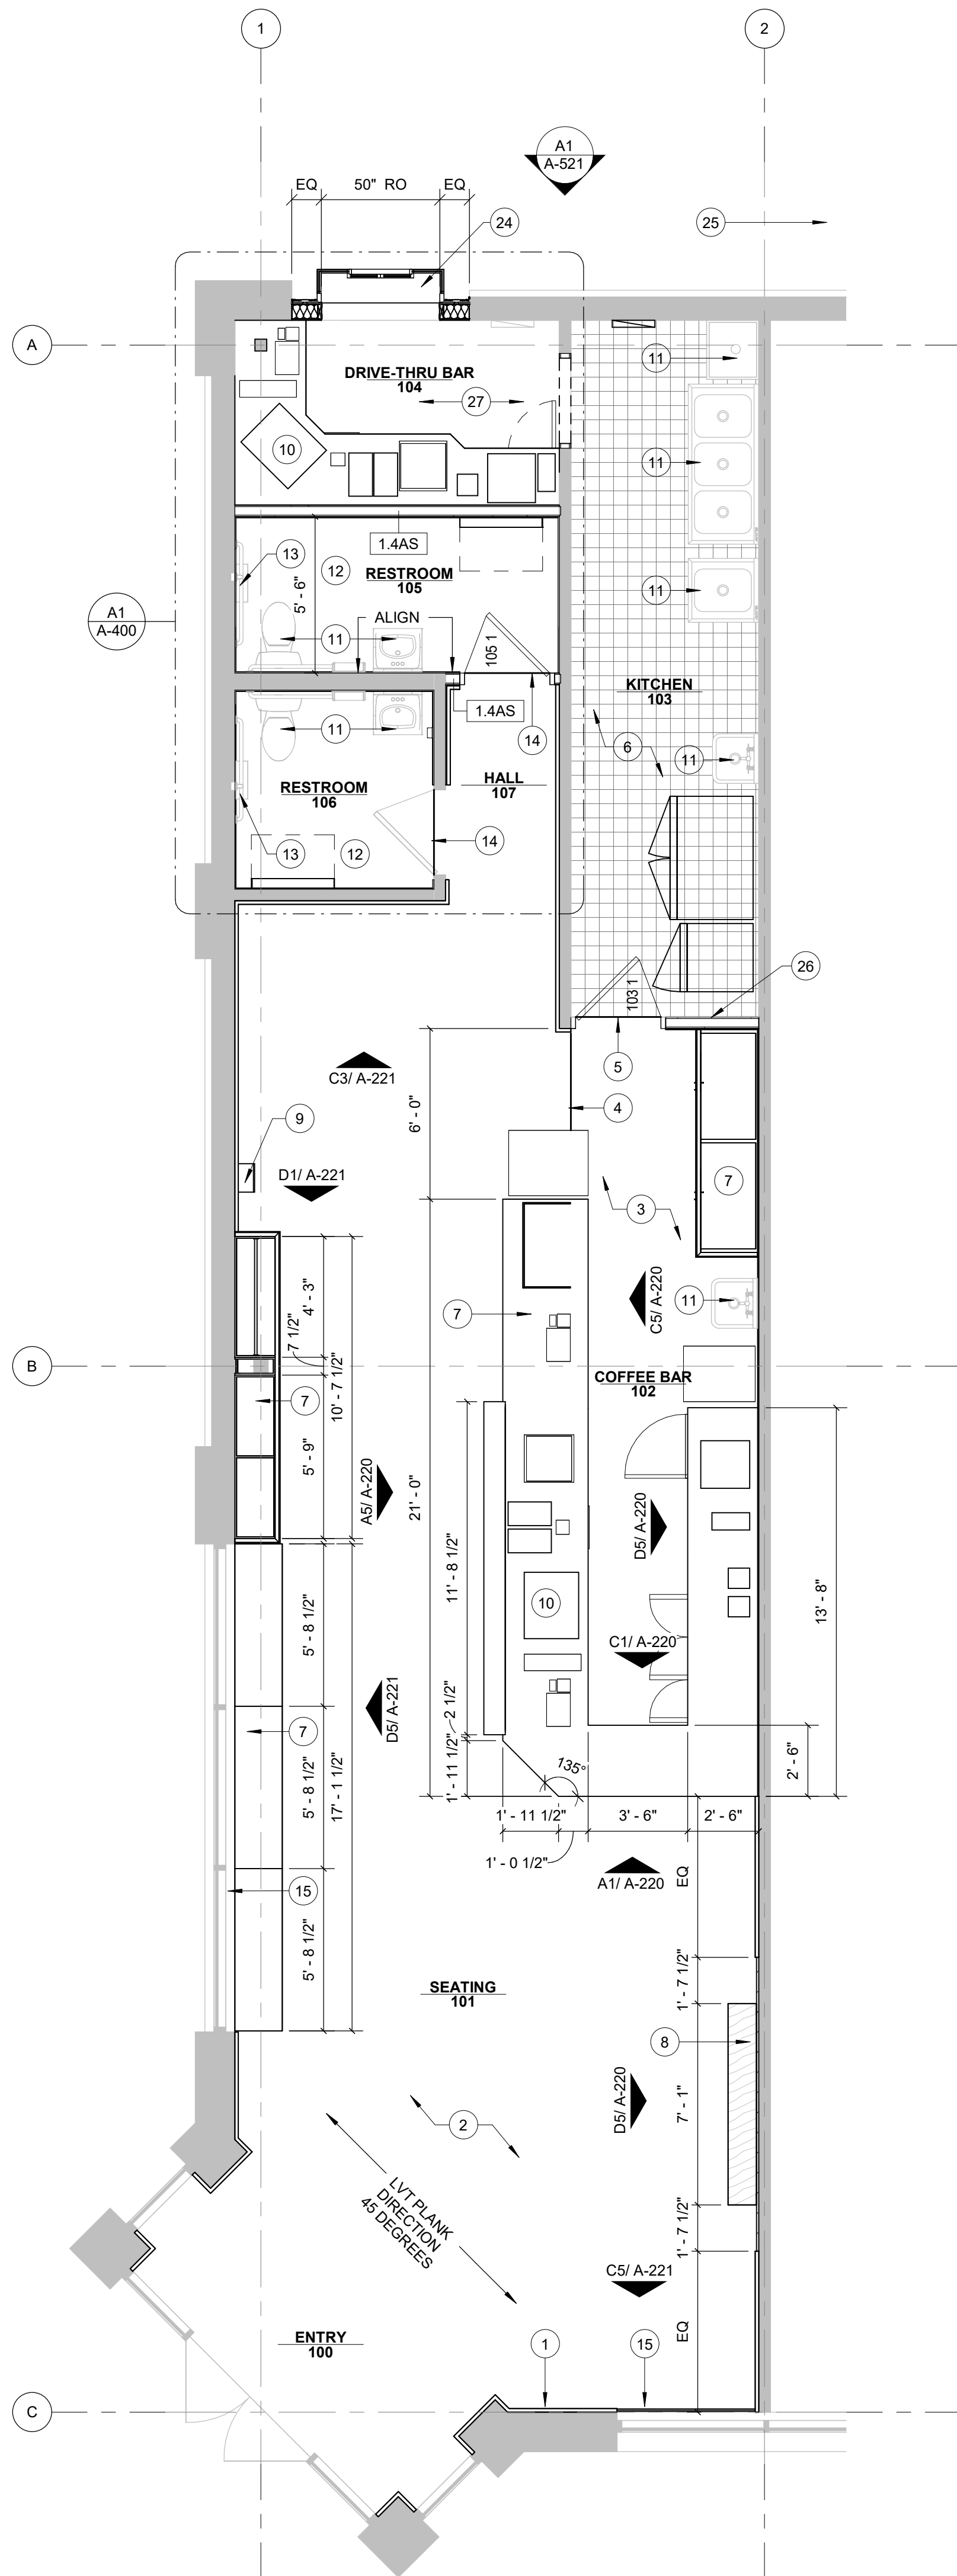 1
2
A1
A-521
EQ
50" RO
EQ
24
25
A
11
DRIVE-THRU BAR
104
27
10
11
1.4AS
13
12
RESTROOM
105
5' - 6"
11
A1
A-400
ALIGN
11
105 1
KITCHEN
103
1.4AS
11
14
6
11
HALL
107
RESTROOM
106
14
13
12
26
103 1
5
C3/ A-221
4
6' - 0"
9
D1/ A-221
7
3
C5/ A-220
11
7
4' - 3"
7 1/2"
10' - 7 1/2"
B
COFFEE BAR
102
7
5' - 9"
A5/ A-220
21' - 0"
D5/ A-220
11' - 8 1/2"
10
5' - 8 1/2"
13' - 8"
C1/ A-220
D5/ A-221
2 1/2"
7
5' - 8 1/2"
17' - 1 1/2"
1' - 11 1/2"
135°
2' - 6"
1' - 11 1/2"
3' - 6"
2' - 6"
1' - 0 1/2"
A1/ A-220
EQ
15
5' - 8 1/2"
SEATING
101
1' - 7 1/2"
8
D5/ A-220
7' - 1"
2
LVT PLANK
DIRECTION
45 DEGREES
1' - 7 1/2"
C5/ A-221
ENTRY
100
1
15
EQ
C